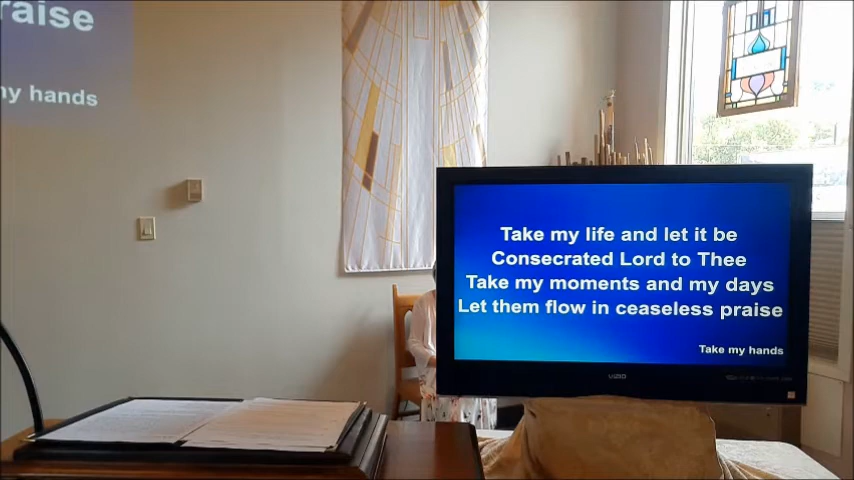 raise
my hands
Take my life and let it be
Consecrated Lord to Thee
Take my moments and my days
Let them flow in ceaseless praise
Take my hands
VIZIO